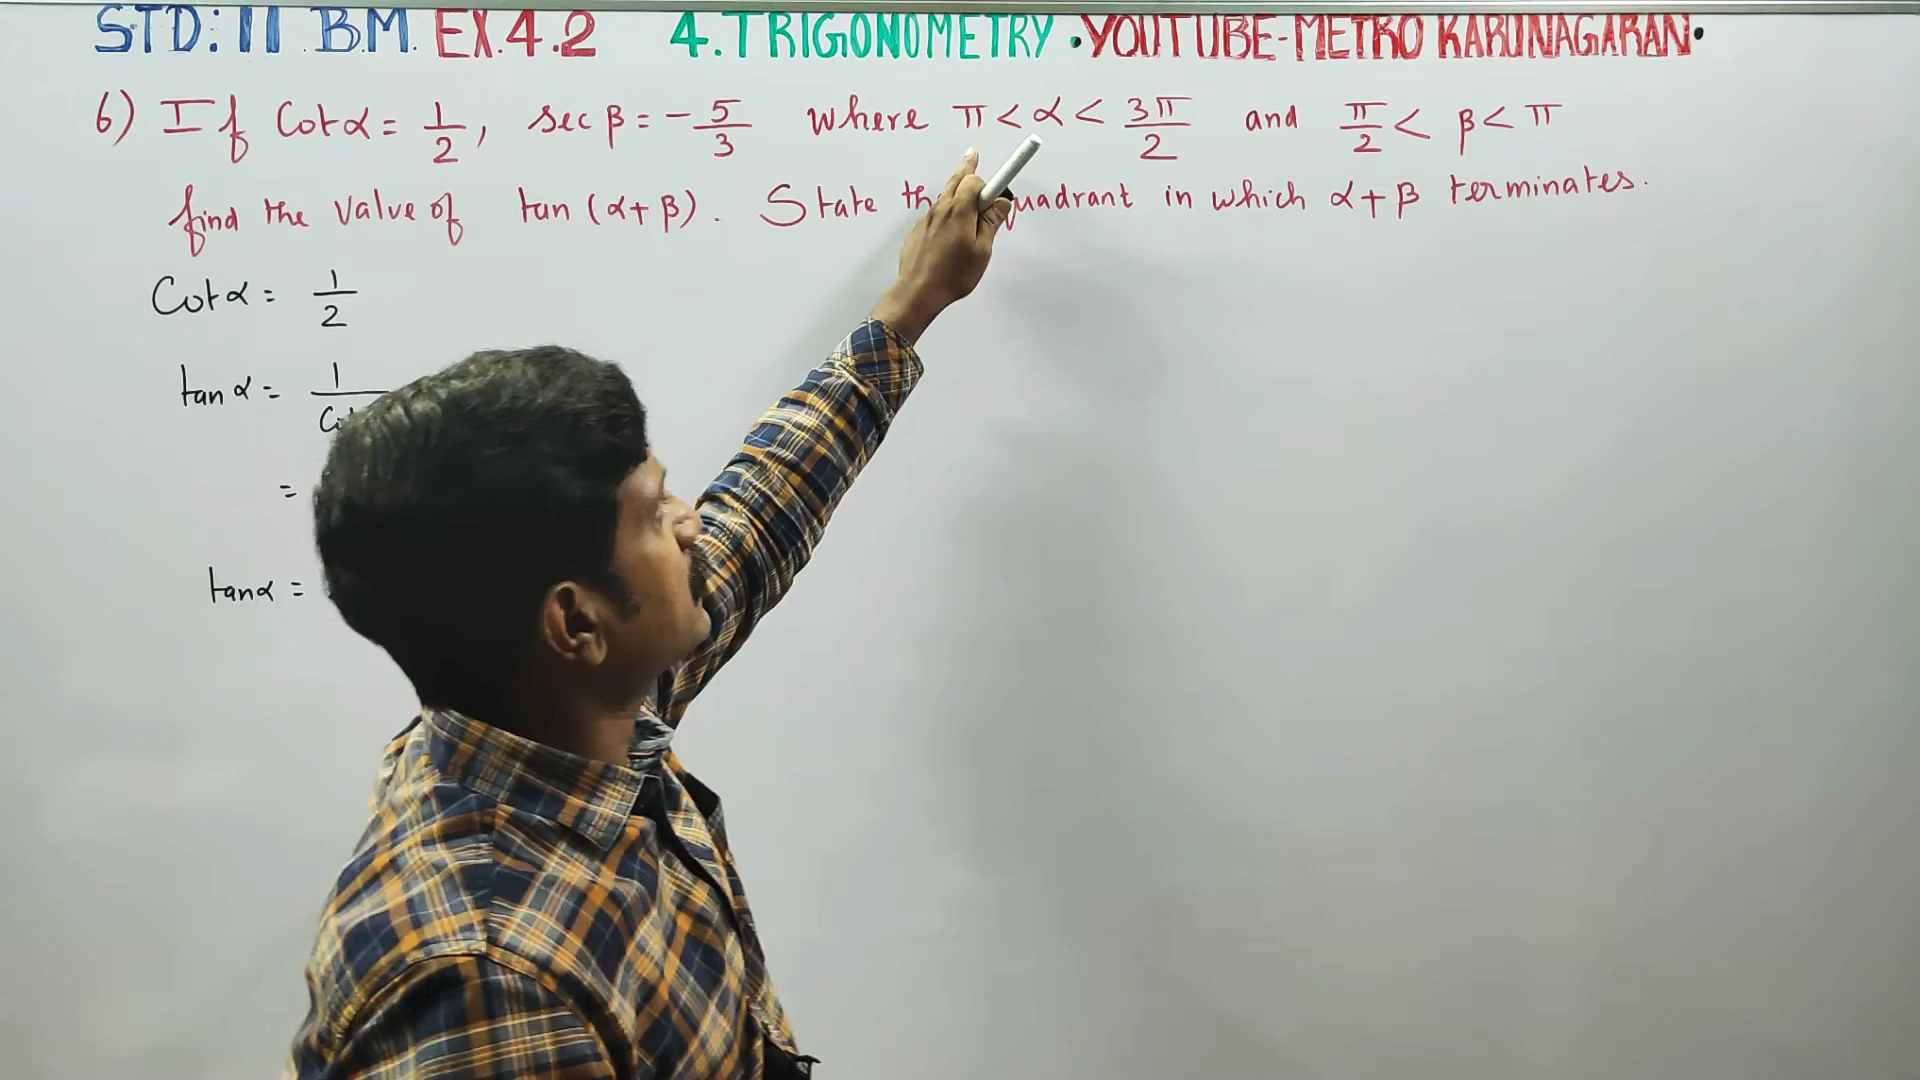 STD: 11 B.M. EX.4.2 4. TRIGONOMETRY • YOUTUBE-METRO KARUNAGARAN•
6) If Cot α = 1/2, sec β = -5/3 where π < α < 3π/2 and π/2 < β < π
find the value of tan (α+β). State quadrant in which α+β terminates.
Cot α = 1/2
tan α = 1/
=
tan α =